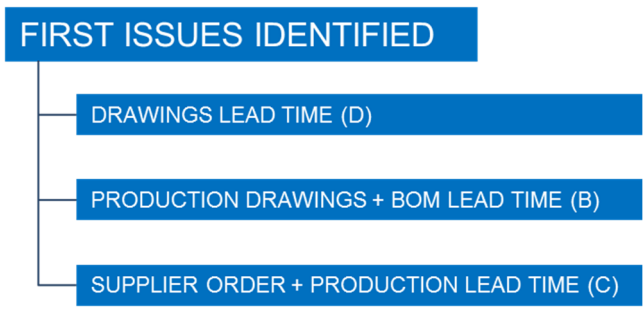 FIRST ISSUES IDENTIFIED
DRAWINGS LEAD TIME (D)
PRODUCTION DRAWINGS + BOM LEAD TIME (B)
SUPPLIER ORDER + PRODUCTION LEAD TIME (C)